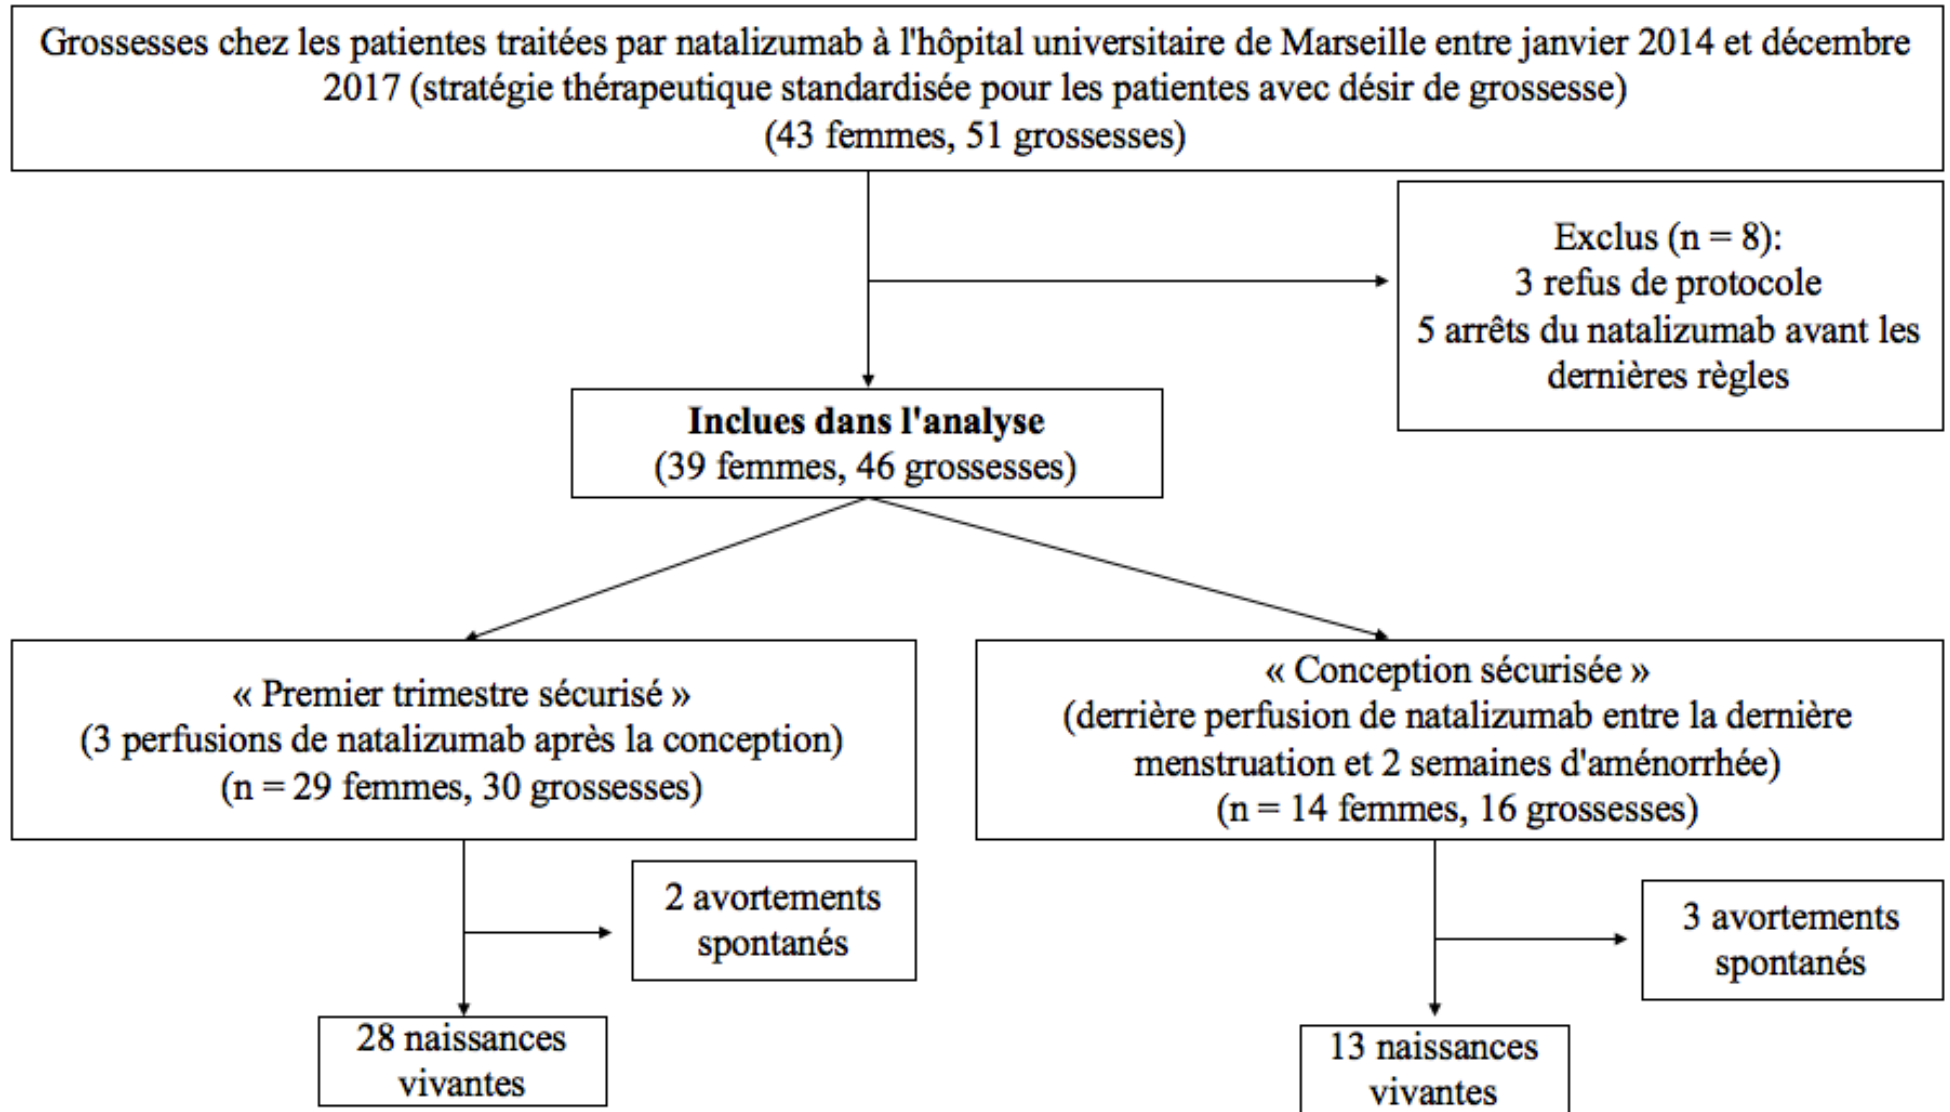 Grossesses chez les patientes traitées par natalizumab à l'hôpital universitaire de Marseille entre janvier 2014 et décembre
2017 (stratégie thérapeutique standardisée pour les patientes avec désir de grossesse)
(43 femmes, 51 grossesses)
Exclus (n = 8):
3 refus de protocole
5 arrêts du natalizumab avant les
dernières règles
Inclues dans l'analyse
(39 femmes, 46 grossesses)
« Premier trimestre sécurisé »
(3 perfusions de natalizumab après la conception)
(n = 29 femmes, 30 grossesses)
« Conception sécurisée »
(derrière perfusion de natalizumab entre la dernière
menstruation et 2 semaines d'aménorrhée)
(n = 14 femmes, 16 grossesses)
2 avortements
spontanés
3 avortements
spontanés
28 naissances
vivantes
13 naissances
vivantes